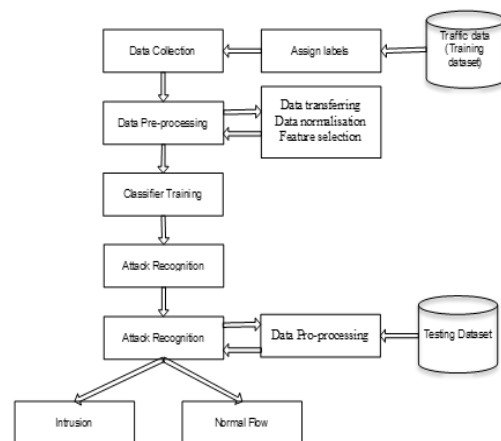 Data Collection
Assign labels
Traffic data
(Training
dataset)
Data Pre-processing
Data transferring
Data normalisation
Feature selection
Classifier Training
Attack Recognition
Attack Recognition
Data Pro-processing
Testing Dataset
Intrusion
Normal Flow